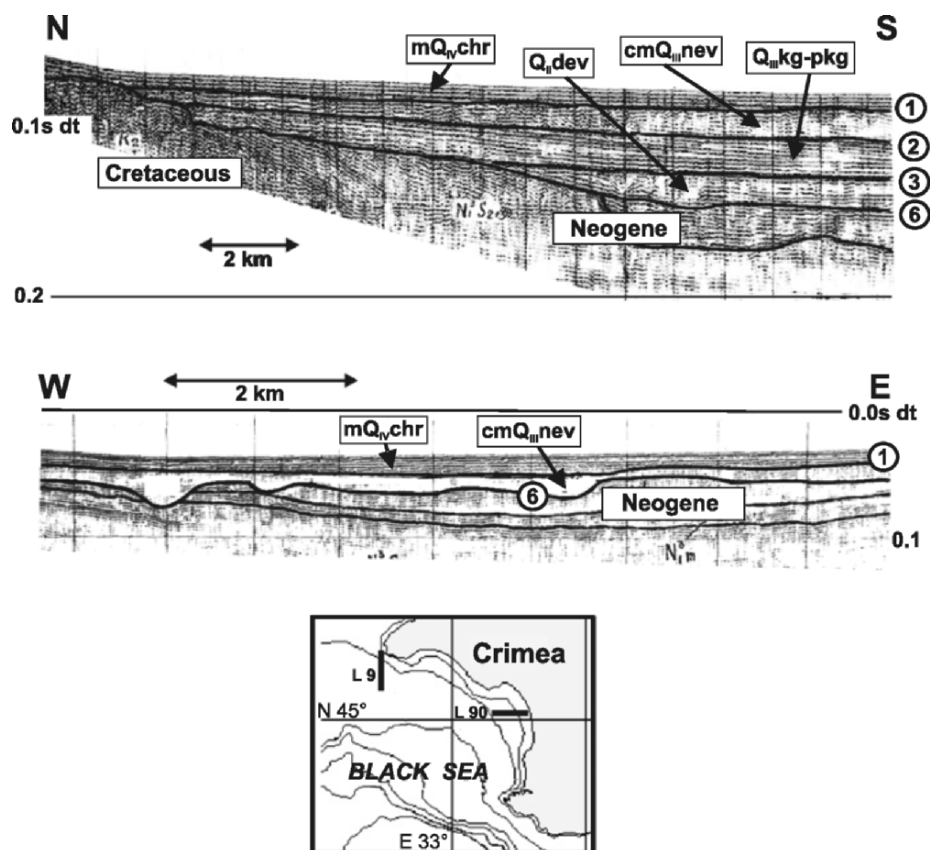 N
S
mQIVchr
QIIdev
cmQIIInev
QIIIkg-pkg
1
0.1s dt
K2
2
Cretaceous
3
6
Neogene
2 km
0.2
W
E
2 km
0.0s dt
mQIVchr
cmQIIInev
1
6
Neogene
0.1
Crimea
L 9
N 45°
L 90
BLACK SEA
E 33°